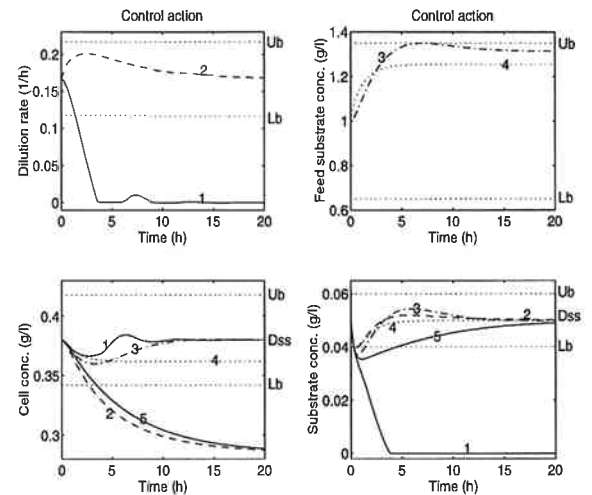 Control action
Control action
Dilution rate (1/h)
0.2
0.15
0.1
0.05
0
Ub
Lb
2
1
0 5 10 15 20
Time (h)
Feed substrate conc. (g/l)
1.4
1.2
1
0.8
0.6
Ub
Lb
3
4
0 5 10 15 20
Time (h)
Cell conc. (g/l)
0.4
0.35
0.3
Ub
Dss
Lb
1
3
4
2
5
0 5 10 15 20
Time (h)
Substrate conc. (g/l)
0.06
0.04
0.02
0
Ub
Dss
Lb
3
2
4
5
1
0 5 10 15 20
Time (h)